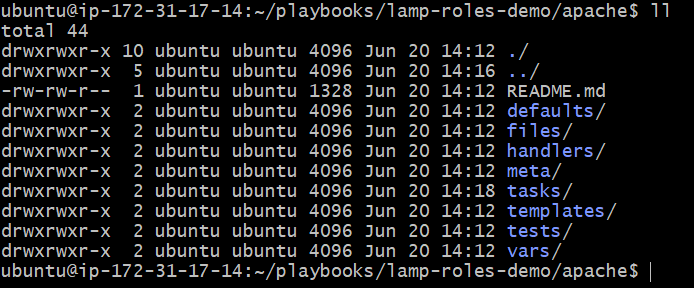 ubuntu@ip-172-31-17-14:~/playbooks/lamp-roles-demo/apache$ ll
total 44
drwxrwxr-x 10 ubuntu ubuntu 4096 Jun 20 14:12 ./
drwxrwxr-x  5 ubuntu ubuntu 4096 Jun 20 14:16 ../
-rw-rw-r--  1 ubuntu ubuntu 1328 Jun 20 14:12 README.md
drwxrwxr-x  2 ubuntu ubuntu 4096 Jun 20 14:12 defaults/
drwxrwxr-x  2 ubuntu ubuntu 4096 Jun 20 14:12 files/
drwxrwxr-x  2 ubuntu ubuntu 4096 Jun 20 14:12 handlers/
drwxrwxr-x  2 ubuntu ubuntu 4096 Jun 20 14:12 meta/
drwxrwxr-x  2 ubuntu ubuntu 4096 Jun 20 14:18 tasks/
drwxrwxr-x  2 ubuntu ubuntu 4096 Jun 20 14:12 templates/
drwxrwxr-x  2 ubuntu ubuntu 4096 Jun 20 14:12 tests/
drwxrwxr-x  2 ubuntu ubuntu 4096 Jun 20 14:12 vars/
ubuntu@ip-172-31-17-14:~/playbooks/lamp-roles-demo/apache$